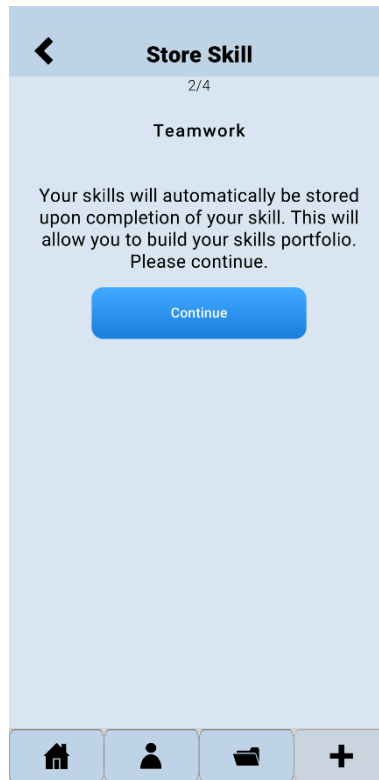 Store Skill
2/4
Teamwork
Your skills will automatically be stored
upon completion of your skill. This will
allow you to build your skills portfolio.
Please continue.
Continue